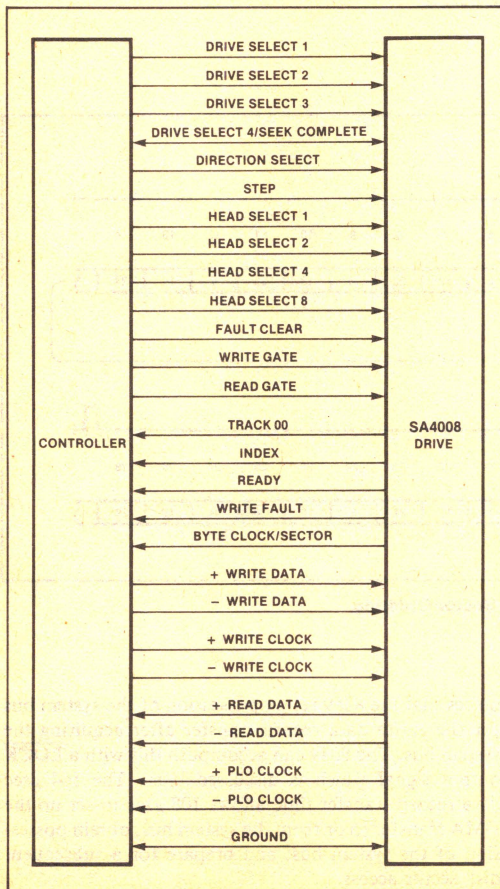 DRIVE SELECT 1
DRIVE SELECT 2
DRIVE SELECT 3
DRIVE SELECT 4/SEEK COMPLETE
DIRECTION SELECT
STEP
HEAD SELECT 1
HEAD SELECT 2
HEAD SELECT 4
HEAD SELECT 8
FAULT CLEAR
WRITE GATE
READ GATE
CONTROLLER
SA4008
DRIVE
TRACK 00
INDEX
READY
WRITE FAULT
BYTE CLOCK/SECTOR
+ WRITE DATA
− WRITE DATA
+ WRITE CLOCK
− WRITE CLOCK
+ READ DATA
− READ DATA
+ PLO CLOCK
− PLO CLOCK
GROUND